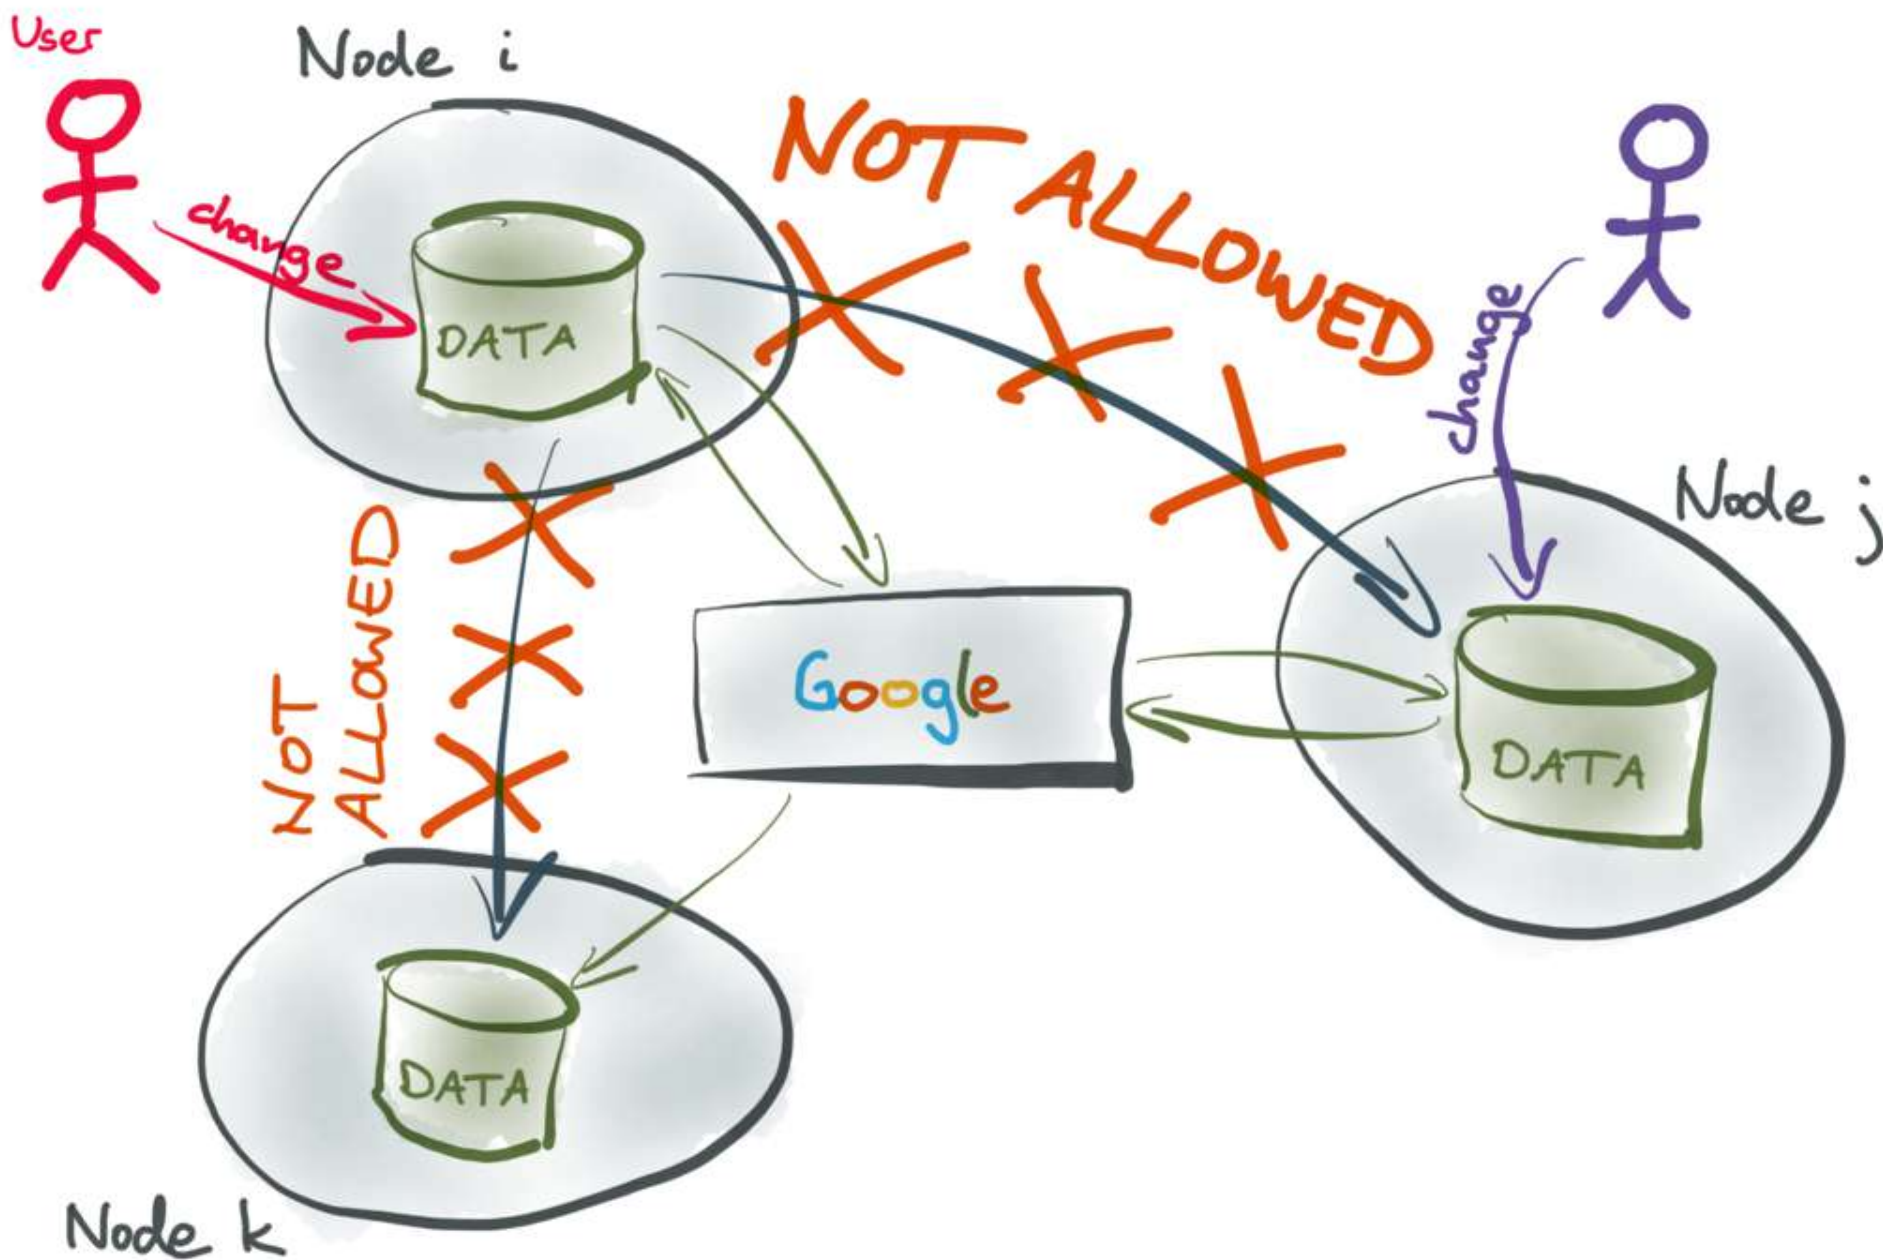 User
Node i
NOT ALLOWED
change
DATA
change
Node j
NOT
ALLOWED
Google
DATA
DATA
Node k